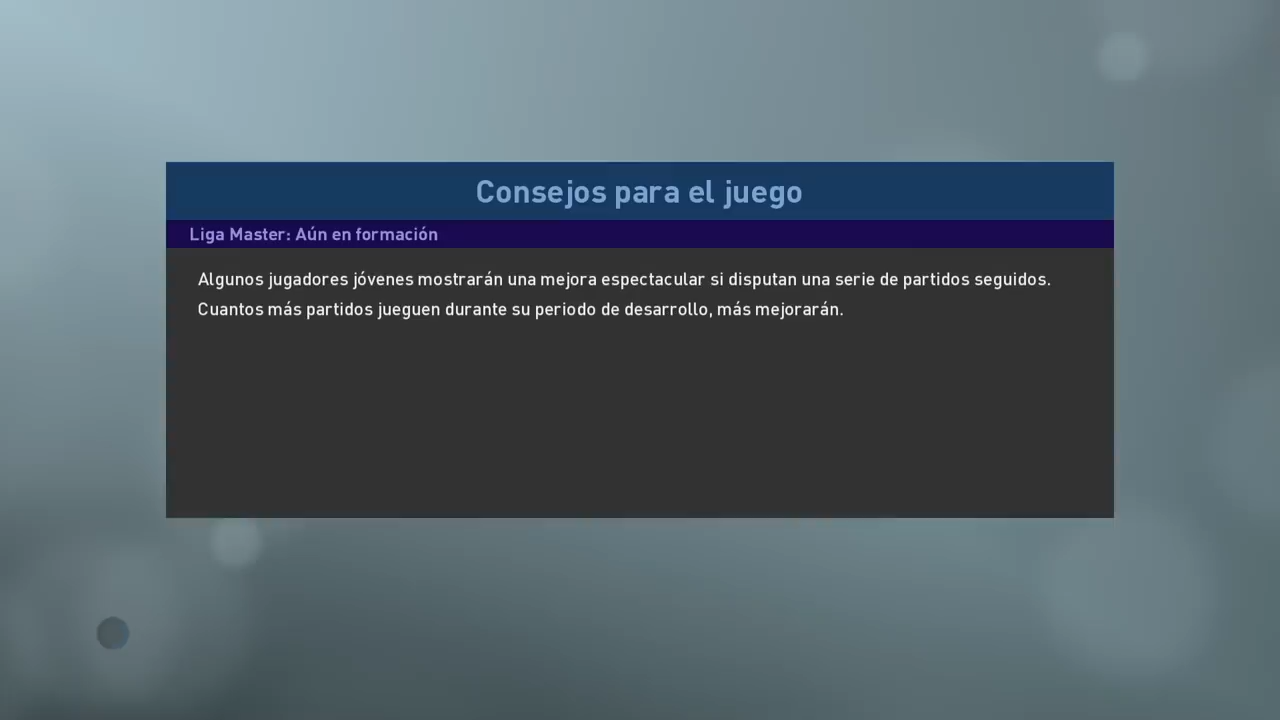 Consejos para el juego
Liga Master: Aún en formación
Algunos jugadores jóvenes mostrarán una mejora espectacular si disputan una serie de partidos seguidos.
Cuantos más partidos jueguen durante su periodo de desarrollo, más mejorarán.